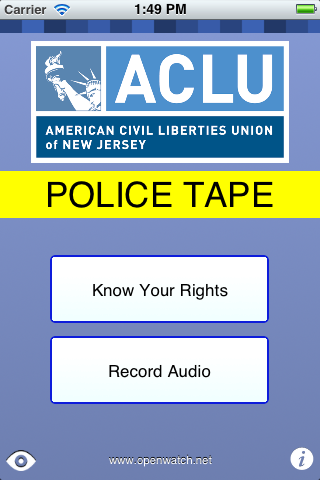 Carrier 1:49 PM
ACLU
AMERICAN CIVIL LIBERTIES UNION
of NEW JERSEY
POLICE TAPE
Know Your Rights
Record Audio
www.openwatch.net
i